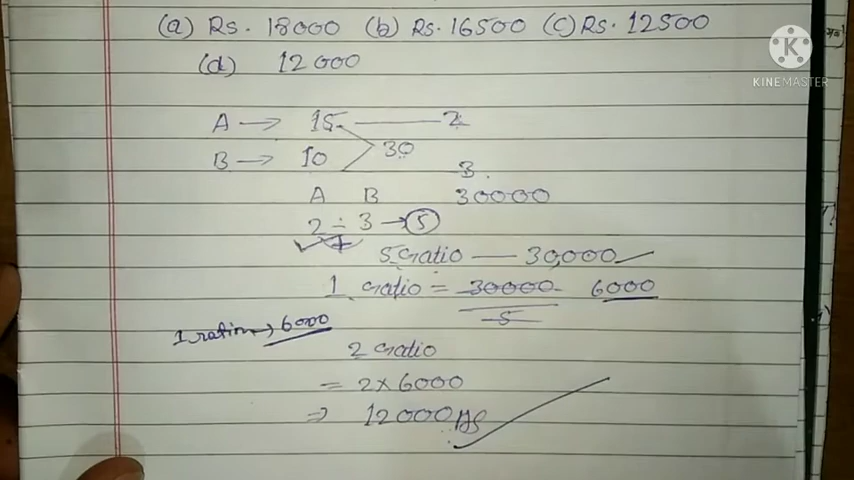 (a) Rs. 18000 (b) Rs. 16500 (c) Rs. 12500
(d) 12000
KINEMASTER
A → 15 — 2
B → 10 30
3
A B 30000
2 ÷ 3 → 5
5 ratio — 30,000
1 ratio = 30000 6000
5
1 ratio → 6000
2 ratio
= 2 × 6000
⇒ 12000 Rs